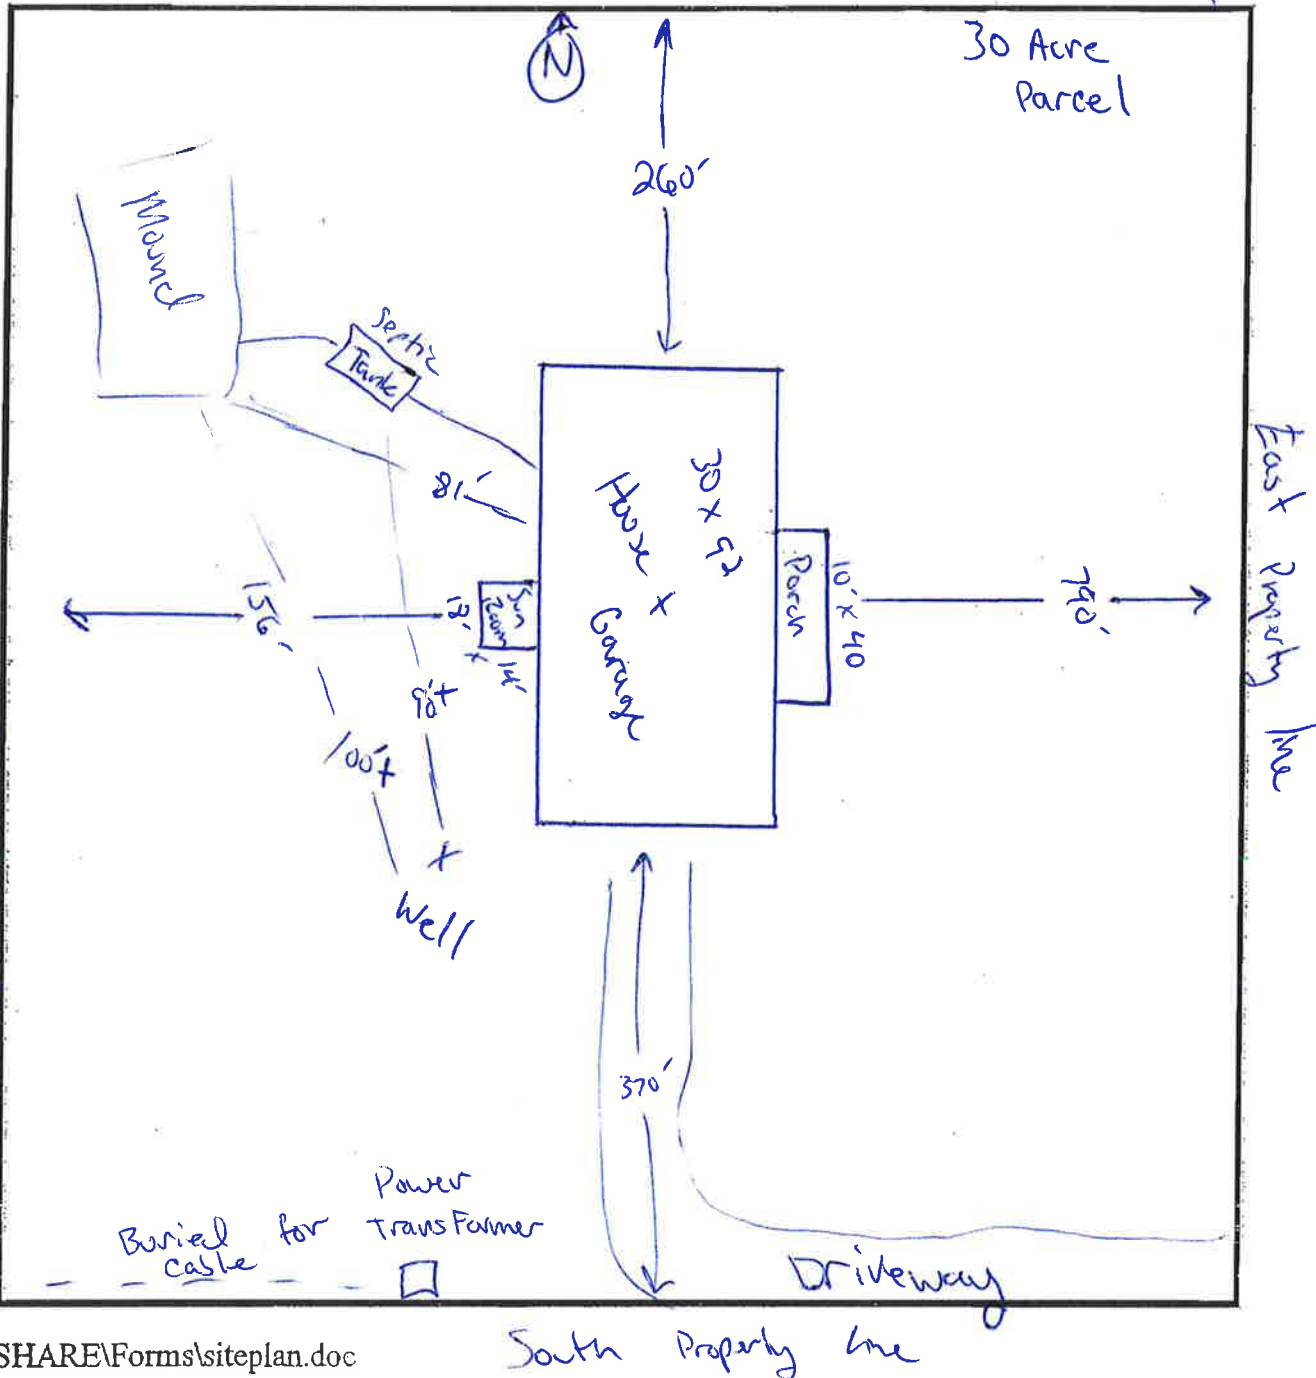 N
30 Acre
Parcel
260'
Mound
Septic
Tank
81'
30 x 92
House +
Garage
Sun
Room
18' x 14'
Porch
10' x 40
156'
790'
East Property line
90'+
100'+
+
Well
370'
Power
Buried for transFormer
cable
Driveway
South Property line
SHARE\Forms\siteplan.doc